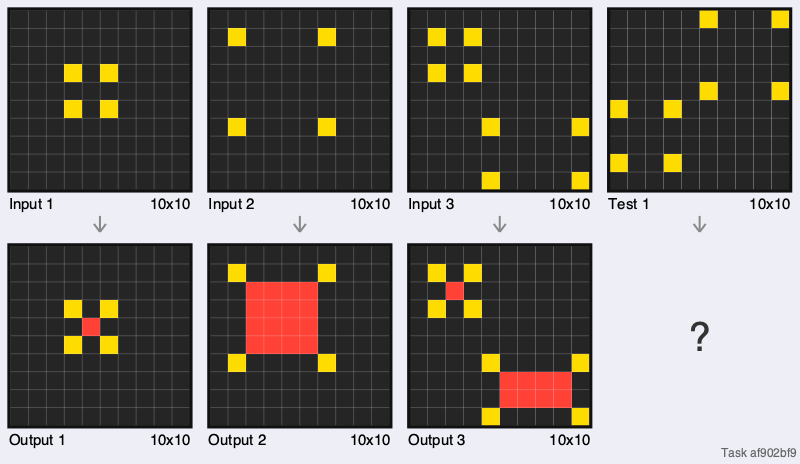 Input 1 10x10
Input 2 10x10
Input 3 10x10
Test 1 10x10
Output 1 10x10
Output 2 10x10
Output 3 10x10
?
Task af902bf9